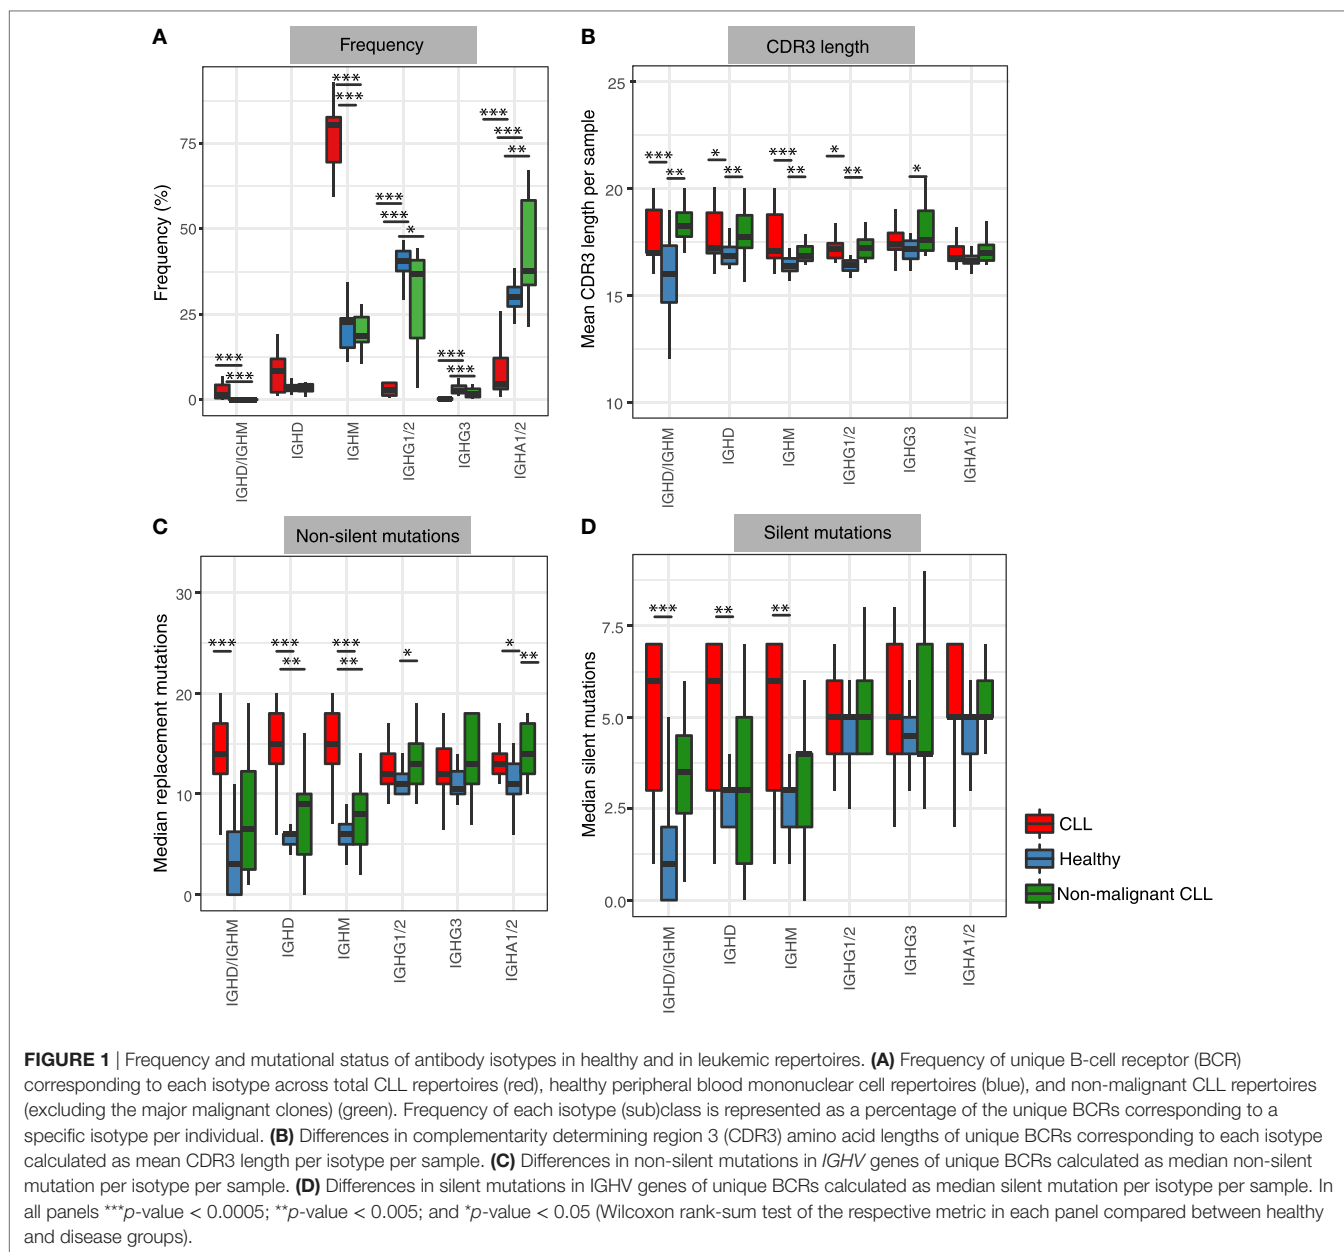 A
Frequency
Frequency (%)
75
50
25
0
***
***
***
***
***
***
*
***
***
***
***
**
IGHD/IGHM
IGHD
IGHM
IGHG1/2
IGHG3
IGHA1/2
B
CDR3 length
Mean CDR3 length per sample
25
20
15
10
***
**
*
**
***
**
*
**
*
IGHD/IGHM
IGHD
IGHM
IGHG1/2
IGHG3
IGHA1/2
C
Non-silent mutations
Median replacement mutations
30
20
10
0
***
***
**
***
**
*
*
**
IGHD/IGHM
IGHD
IGHM
IGHG1/2
IGHG3
IGHA1/2
D
Silent mutations
Median silent mutations
7.5
5.0
2.5
0.0
***
**
**
IGHD/IGHM
IGHD
IGHM
IGHG1/2
IGHG3
IGHA1/2
CLL
Healthy
Non-malignant CLL
FIGURE 1 | Frequency and mutational status of antibody isotypes in healthy and in leukemic repertoires. (A) Frequency of unique B-cell receptor (BCR)
corresponding to each isotype across total CLL repertoires (red), healthy peripheral blood mononuclear cell repertoires (blue), and non-malignant CLL repertoires
(excluding the major malignant clones) (green). Frequency of each isotype (sub)class is represented as a percentage of the unique BCRs corresponding to a
specific isotype per individual. (B) Differences in complementarity determining region 3 (CDR3) amino acid lengths of unique BCRs corresponding to each isotype
calculated as mean CDR3 length per isotype per sample. (C) Differences in non-silent mutations in IGHV genes of unique BCRs calculated as median non-silent
mutation per isotype per sample. (D) Differences in silent mutations in IGHV genes of unique BCRs calculated as median silent mutation per isotype per sample. In
all panels ***p-value < 0.0005; **p-value < 0.005; and *p-value < 0.05 (Wilcoxon rank-sum test of the respective metric in each panel compared between healthy
and disease groups).